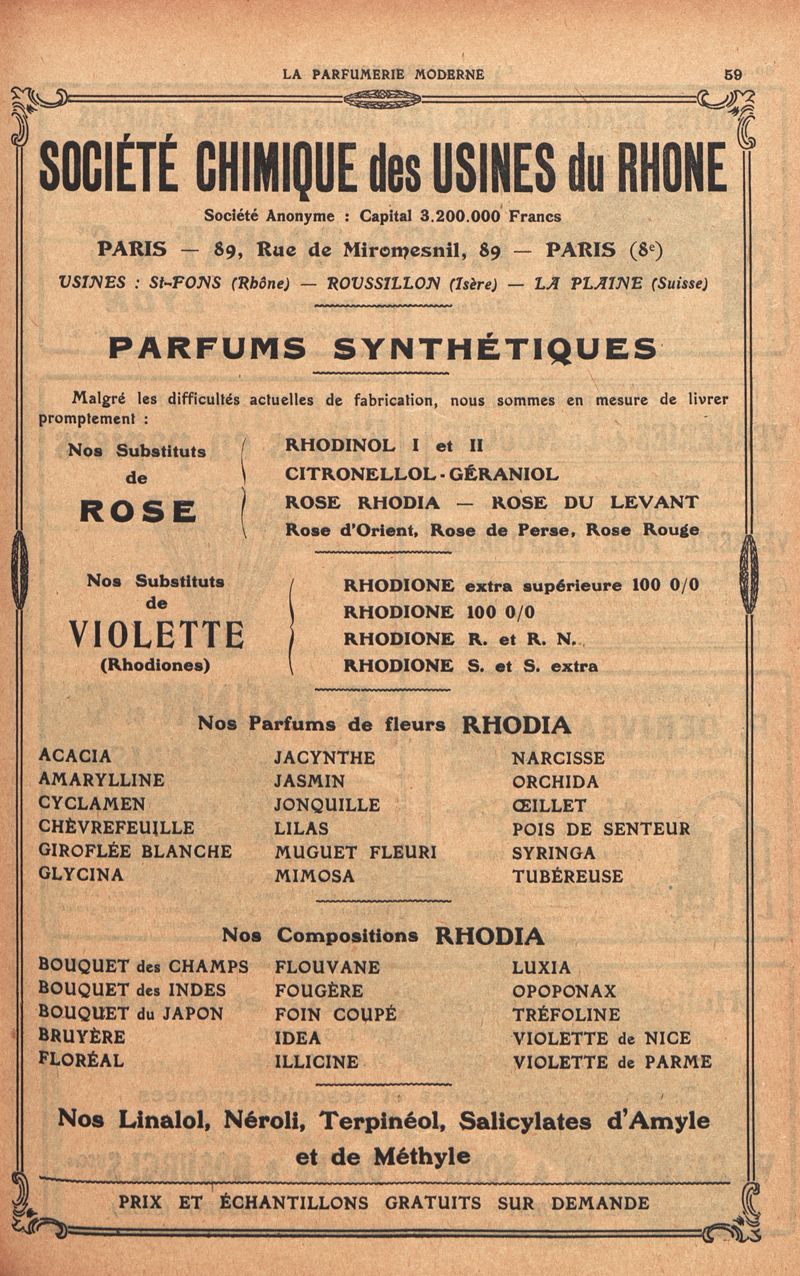 LA PARFUMERIE MODERNE 59
SOCIÉTÉ CHIMIQUE des USINES du RHONE
Société Anonyme : Capital 3.200.000 Francs
PARIS — 89, Rue de Miromesnil, 89 — PARIS (8e)
USINES : St-FONS (Rhône) — ROUSSILLON (Isère) — LA PLAINE (Suisse)
PARFUMS SYNTHÉTIQUES
Malgré les difficultés actuelles de fabrication, nous sommes en mesure de livrer
promptement :
Nos Substituts
de
ROSE
RHODINOL I et II
CITRONELLOL-GÉRANIOL
ROSE RHODIA — ROSE DU LEVANT
Rose d'Orient, Rose de Perse, Rose Rouge
Nos Substituts
de
VIOLETTE
(Rhodiones)
RHODIONE extra supérieure 100 0/0
RHODIONE 100 0/0
RHODIONE R. et R. N.
RHODIONE S. et S. extra
Nos Parfums de fleurs RHODIA
ACACIA JACYNTHE NARCISSE
AMARYLLINE JASMIN ORCHIDA
CYCLAMEN JONQUILLE ŒILLET
CHÈVREFEUILLE LILAS POIS DE SENTEUR
GIROFLÉE BLANCHE MUGUET FLEURI SYRINGA
GLYCINA MIMOSA TUBÉREUSE
Nos Compositions RHODIA
BOUQUET des CHAMPS FLOUVANE LUXIA
BOUQUET des INDES FOUGÈRE OPOPONAX
BOUQUET du JAPON FOIN COUPÉ TRÉFOLINE
BRUYÈRE IDEA VIOLETTE de NICE
FLORÉAL ILLICINE VIOLETTE de PARME
Nos Linalol, Néroli, Terpinéol, Salicylates d'Amyle
et de Méthyle
PRIX ET ÉCHANTILLONS GRATUITS SUR DEMANDE